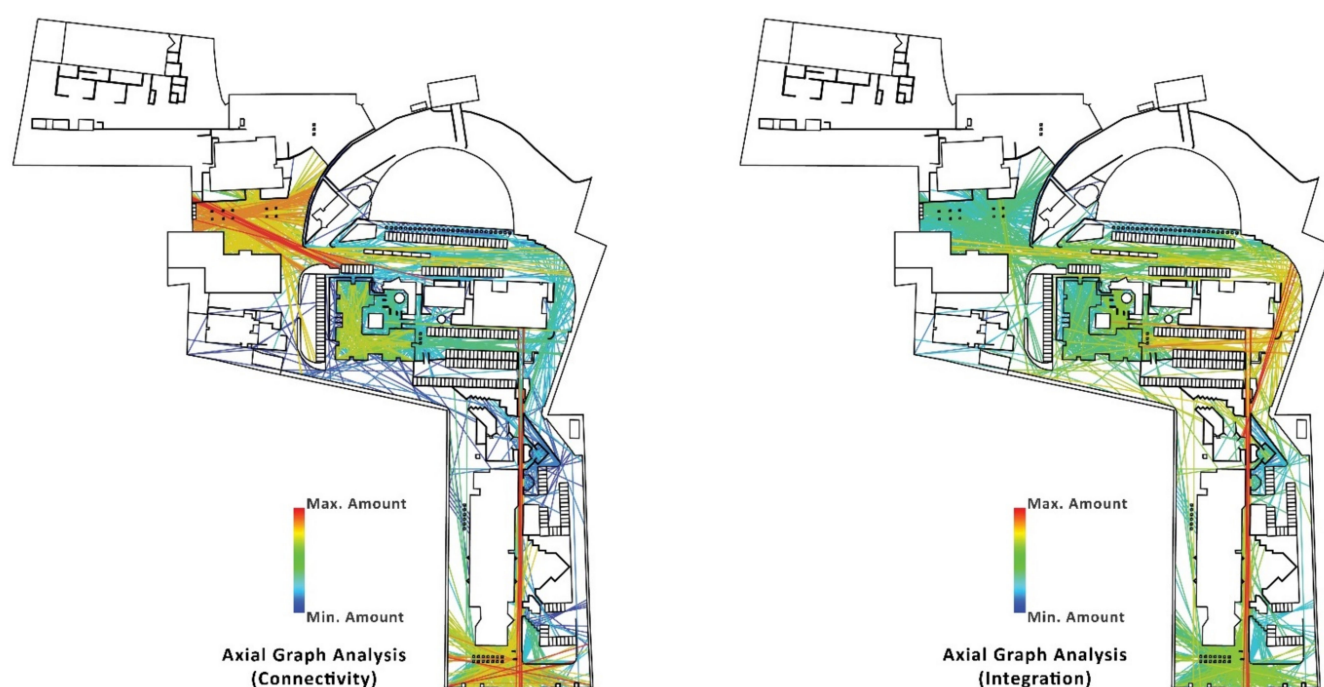 Max. Amount
Min. Amount
Axial Graph Analysis
(Connectivity)
Max. Amount
Min. Amount
Axial Graph Analysis
(Integration)